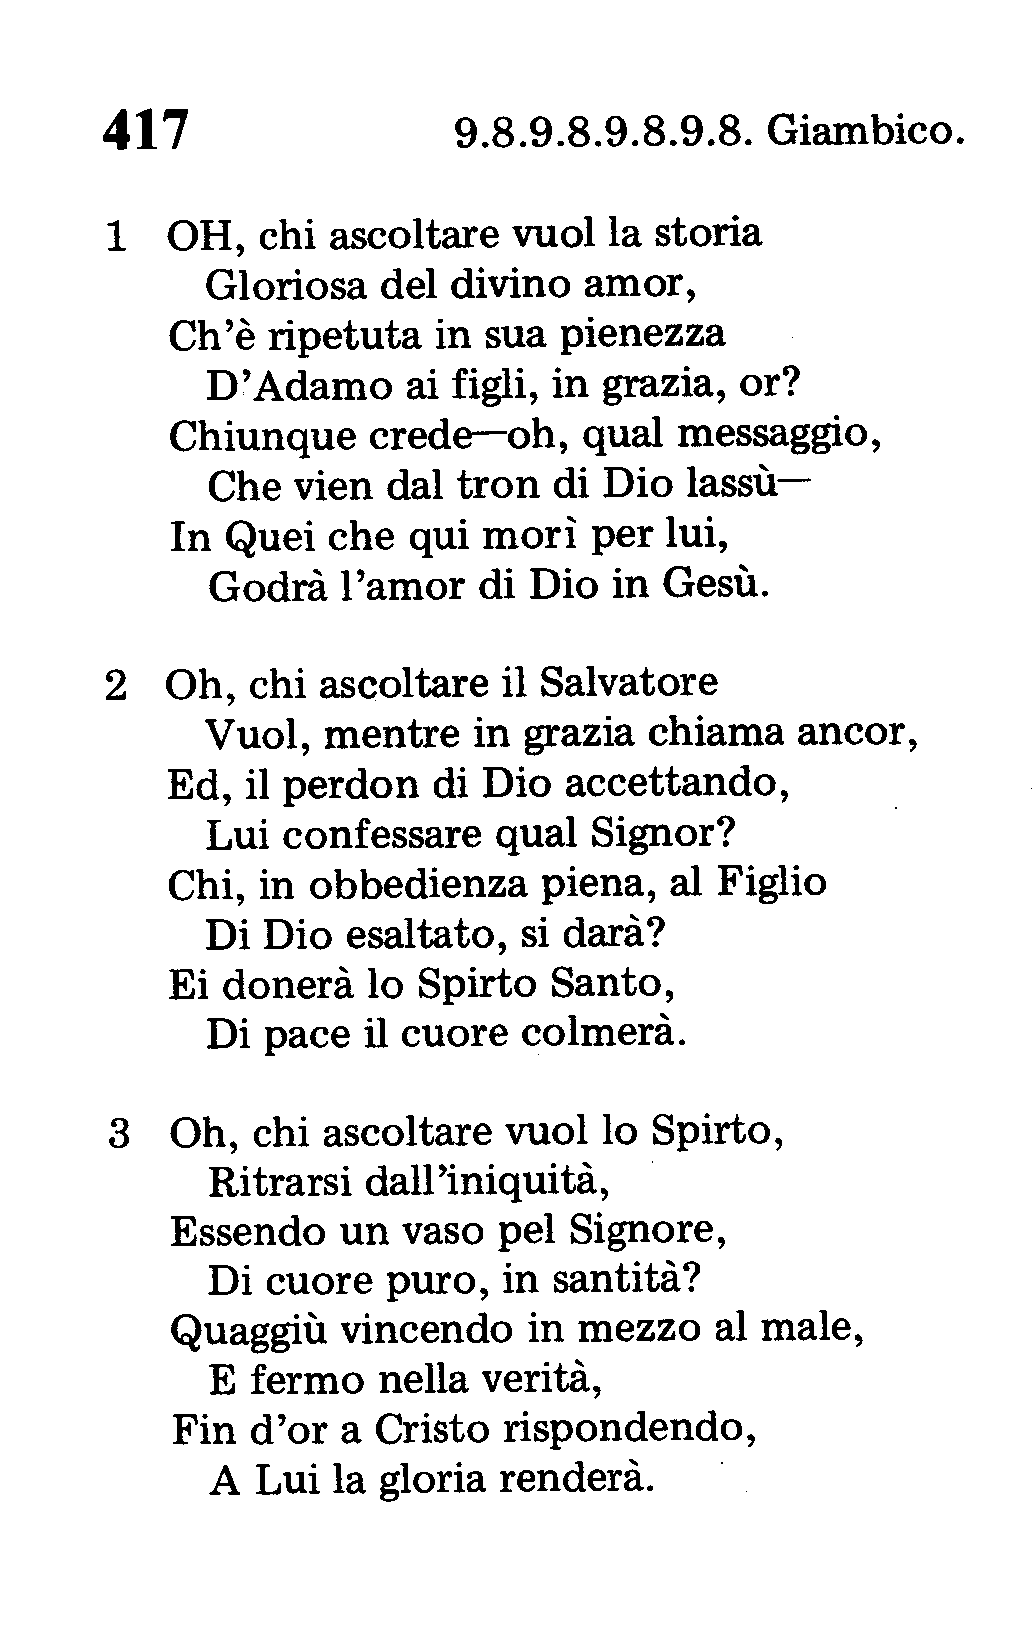 417 9.8.9.8.9.8.9.8. Giambico.
1 OH, chi ascoltare vuol la storia
Gloriosa del divino amor,
Ch'è ripetuta in sua pienezza
D'Adamo ai figli, in grazia, or?
Chiunque crede—oh, qual messaggio,
Che vien dal tron di Dio lassù—
In Quei che qui morì per lui,
Godrà l'amor di Dio in Gesù.
2 Oh, chi ascoltare il Salvatore
Vuol, mentre in grazia chiama ancor,
Ed, il perdon di Dio accettando,
Lui confessare qual Signor?
Chi, in obbedienza piena, al Figlio
Di Dio esaltato, si darà?
Ei donerà lo Spirto Santo,
Di pace il cuore colmerà.
3 Oh, chi ascoltare vuol lo Spirto,
Ritrarsi dall'iniquità,
Essendo un vaso pel Signore,
Di cuore puro, in santità?
Quaggiù vincendo in mezzo al male,
E fermo nella verità,
Fin d'or a Cristo rispondendo,
A Lui la gloria renderà.